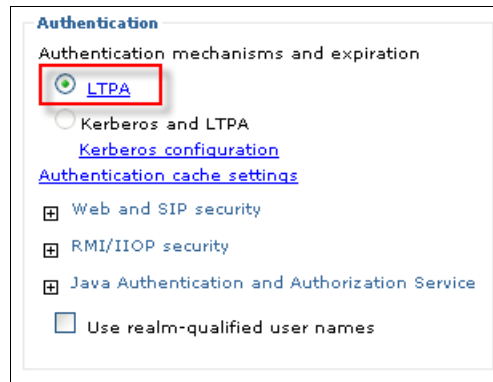 Authentication
Authentication mechanisms and expiration
LTPA
Kerberos and LTPA
Kerberos configuration
Authentication cache settings
Web and SIP security
RMI/IIOP security
Java Authentication and Authorization Service
Use realm-qualified user names